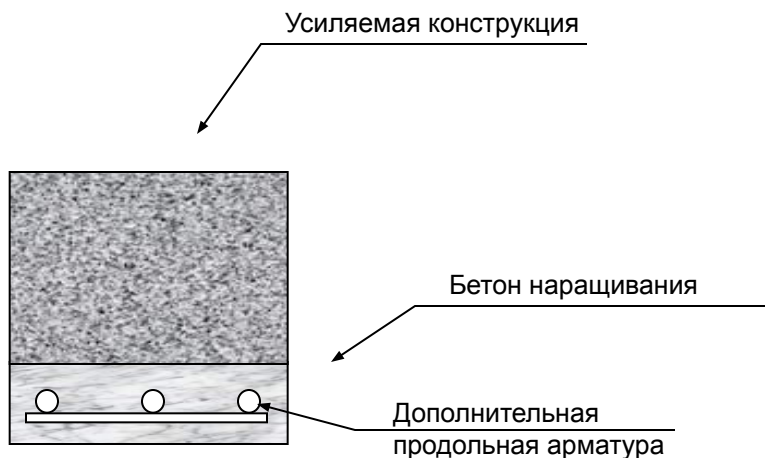 Усиляемая конструкция
Бетон наращивания
Дополнительная
продольная арматура